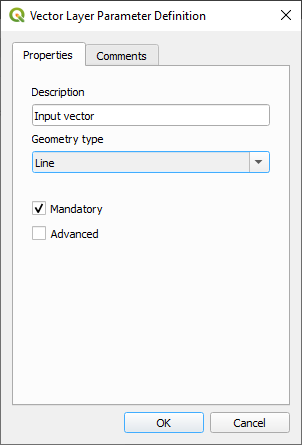 Vector Layer Parameter Definition
Properties
Comments
Description
Input vector
Geometry type
Line
Mandatory
Advanced
OK
Cancel